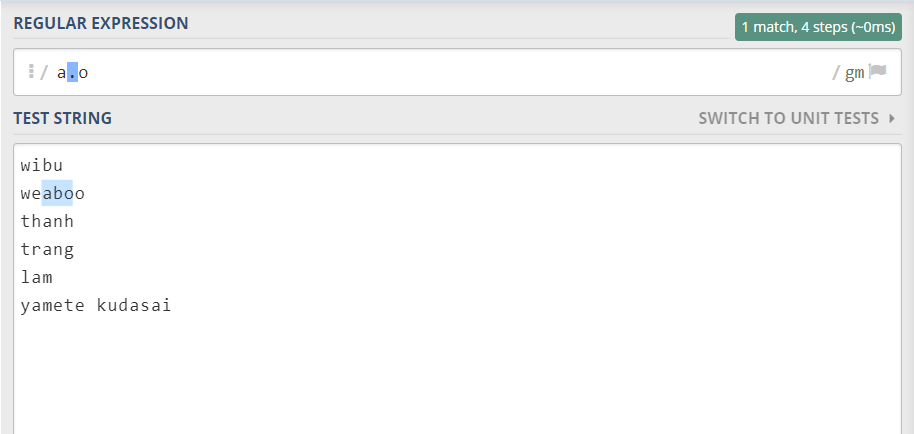 REGULAR EXPRESSION
1 match, 4 steps (~0ms)
/ a.o / gm
TEST STRING
SWITCH TO UNIT TESTS
wibu
weaboo
thanh
trang
lam
yamete kudasai